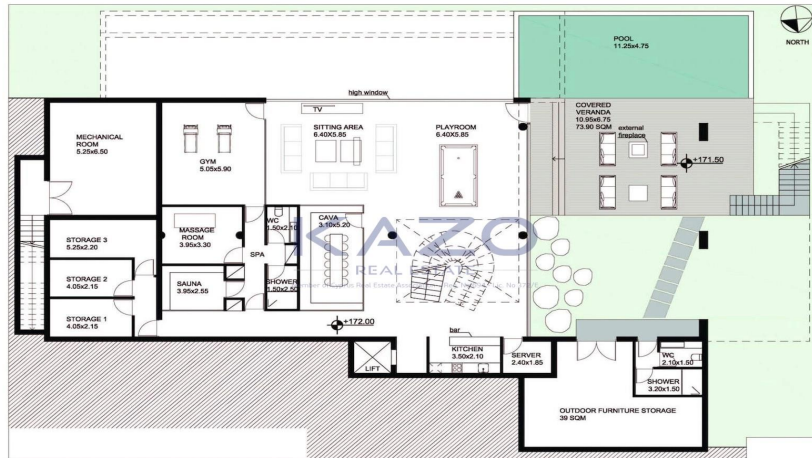 POOL
11.25x4.75
NORTH
high window
TV
SITTING AREA
6.40X5.85
PLAYROOM
6.40X5.85
COVERED
VERANDA
10.95x6.75
73.90 SQM
external
fireplace
+171.50
MECHANICAL
ROOM
5.25x6.50
GYM
5.05x5.90
MASSAGE
ROOM
3.95x3.30
WC
1.50x2.10
CAVA
3.10x5.20
SPA
STORAGE 3
5.25x2.20
STORAGE 2
4.05x2.15
STORAGE 1
4.05x2.15
SAUNA
3.95x2.55
SHOWER
1.50x2.50
KAZO
REAL ESTATE
+172.00
bar
KITCHEN
3.50x2.10
SERVER
2.40x1.85
LIFT
WC
2.10x1.50
SHOWER
3.20x1.50
OUTDOOR FURNITURE STORAGE
39 SQM